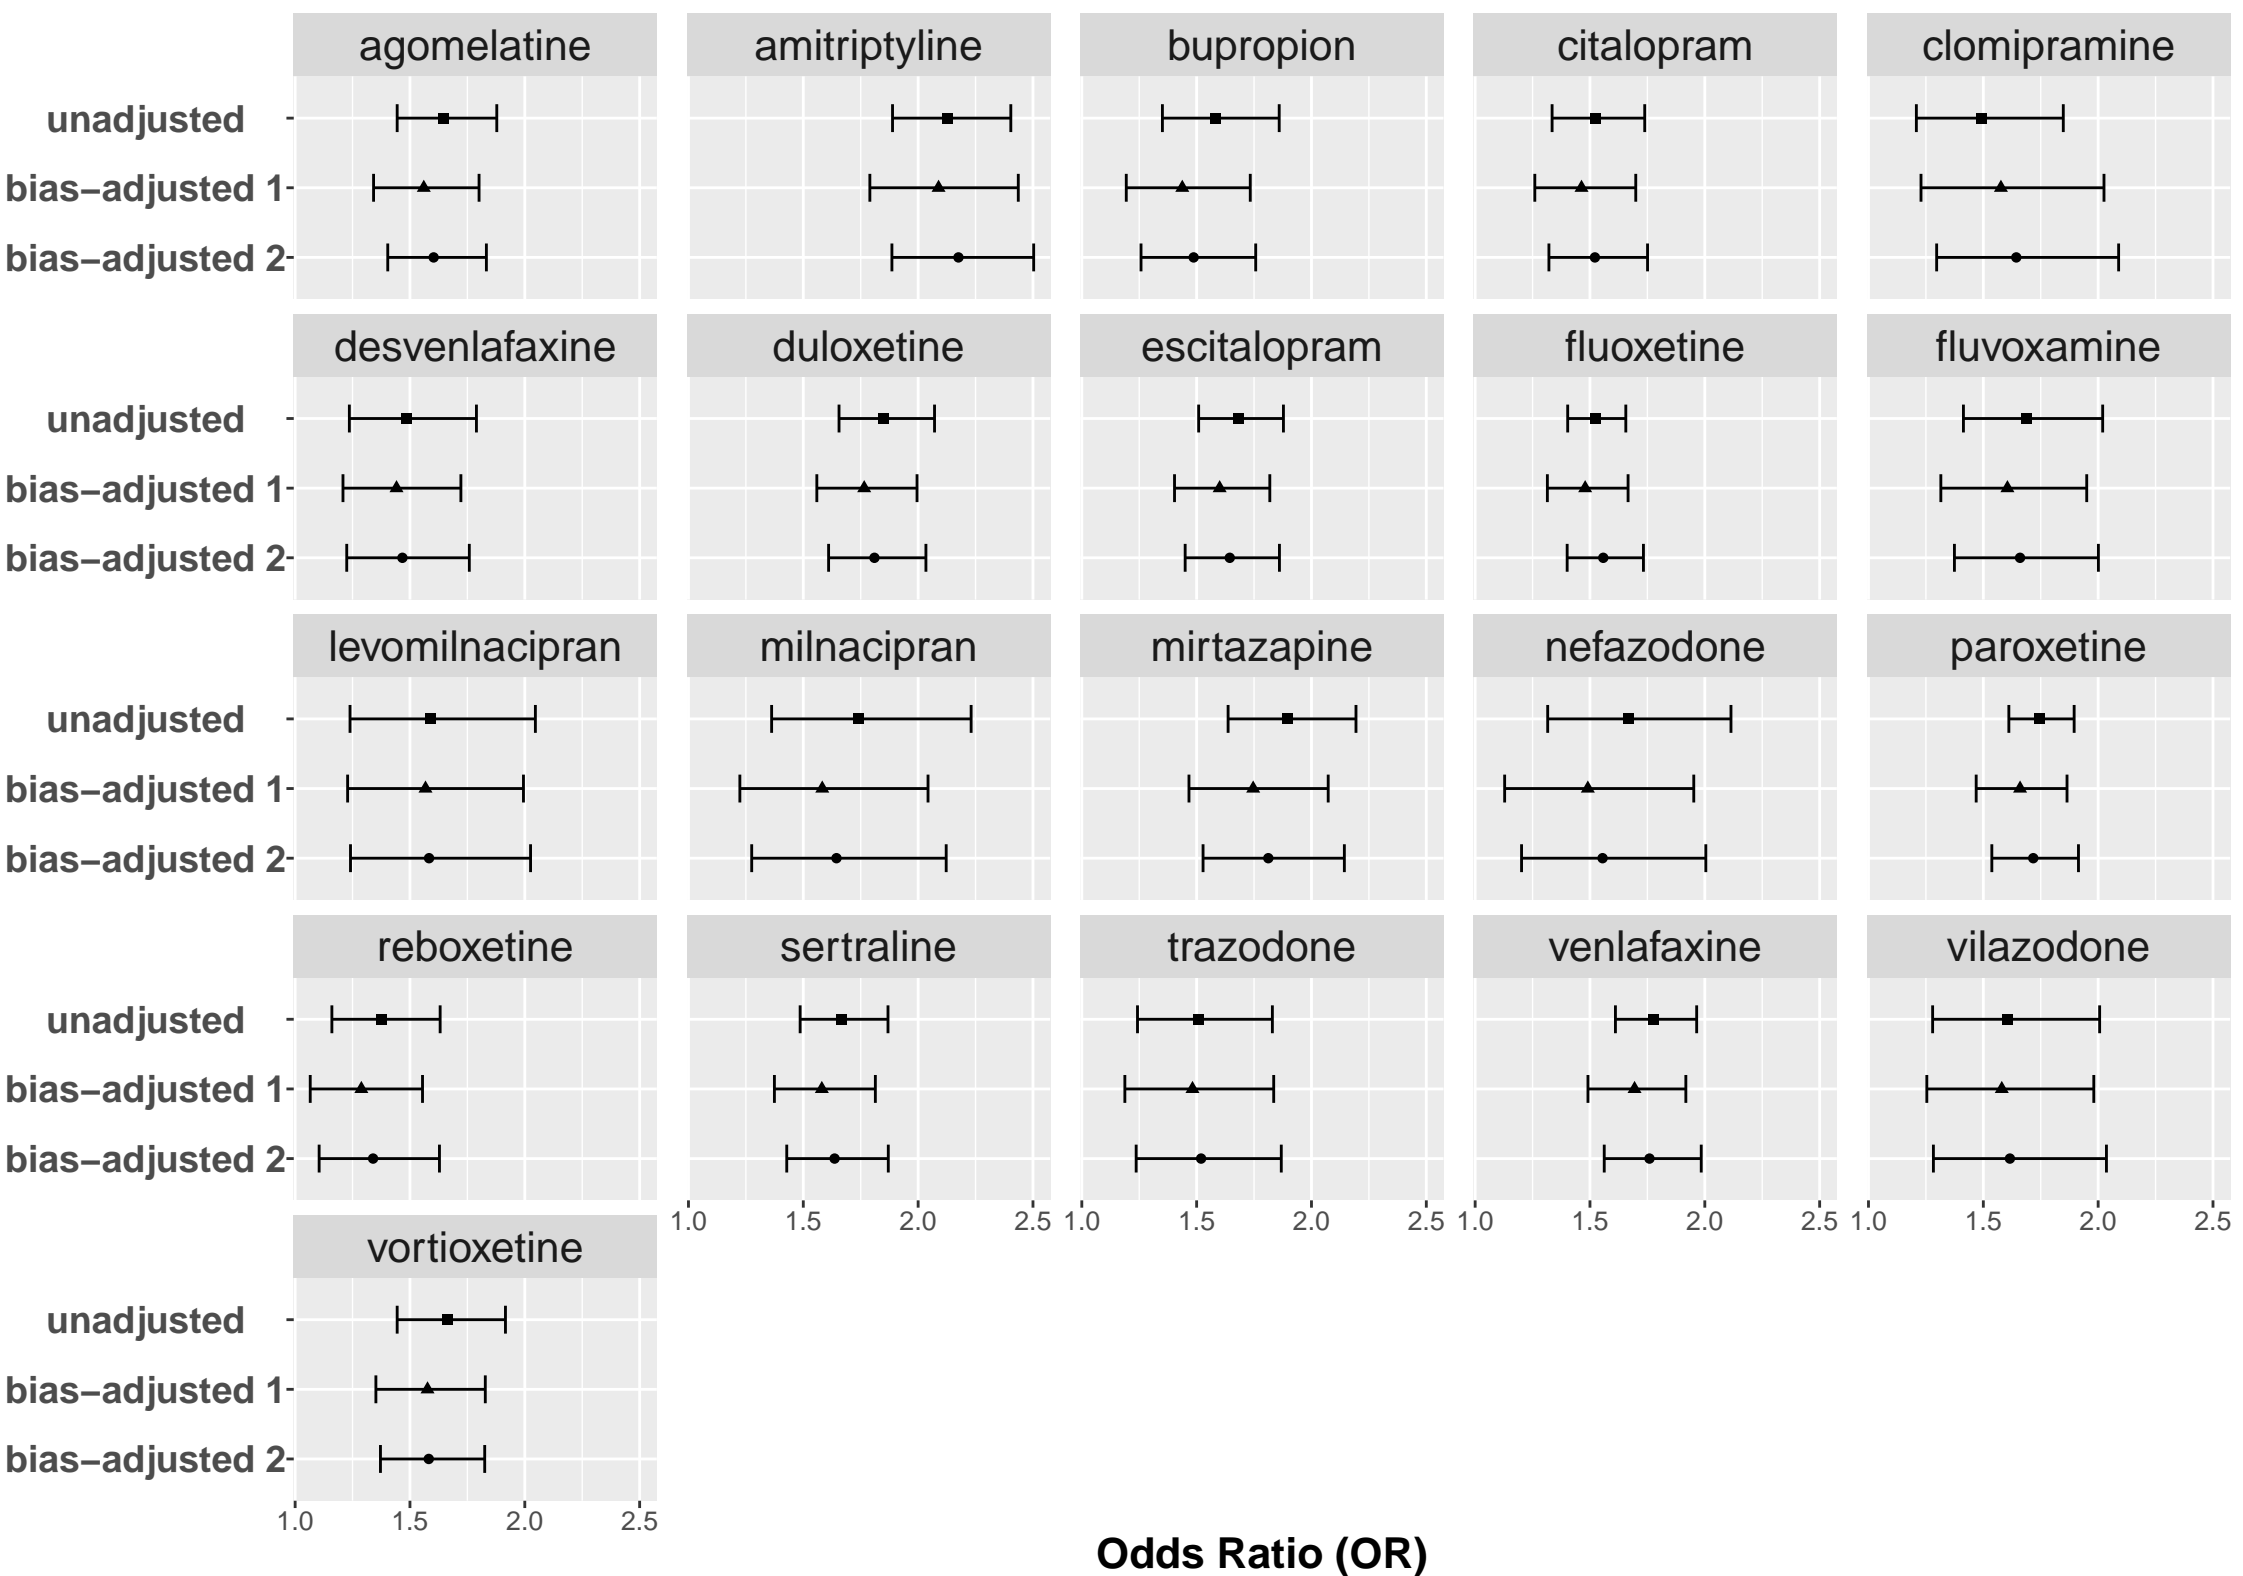 agomelatine amitriptyline bupropion citalopram clomipramine
unadjusted
bias–adjusted 1
bias–adjusted 2
desvenlafaxine duloxetine escitalopram fluoxetine fluvoxamine
unadjusted
bias–adjusted 1
bias–adjusted 2
levomilnacipran milnacipran mirtazapine nefazodone paroxetine
unadjusted
bias–adjusted 1
bias–adjusted 2
reboxetine sertraline trazodone venlafaxine vilazodone
unadjusted
bias–adjusted 1
bias–adjusted 2
1.0 1.5 2.0 2.5 1.0 1.5 2.0 2.5 1.0 1.5 2.0 2.5 1.0 1.5 2.0 2.5
vortioxetine
unadjusted
bias–adjusted 1
bias–adjusted 2
1.0 1.5 2.0 2.5
Odds Ratio (OR)